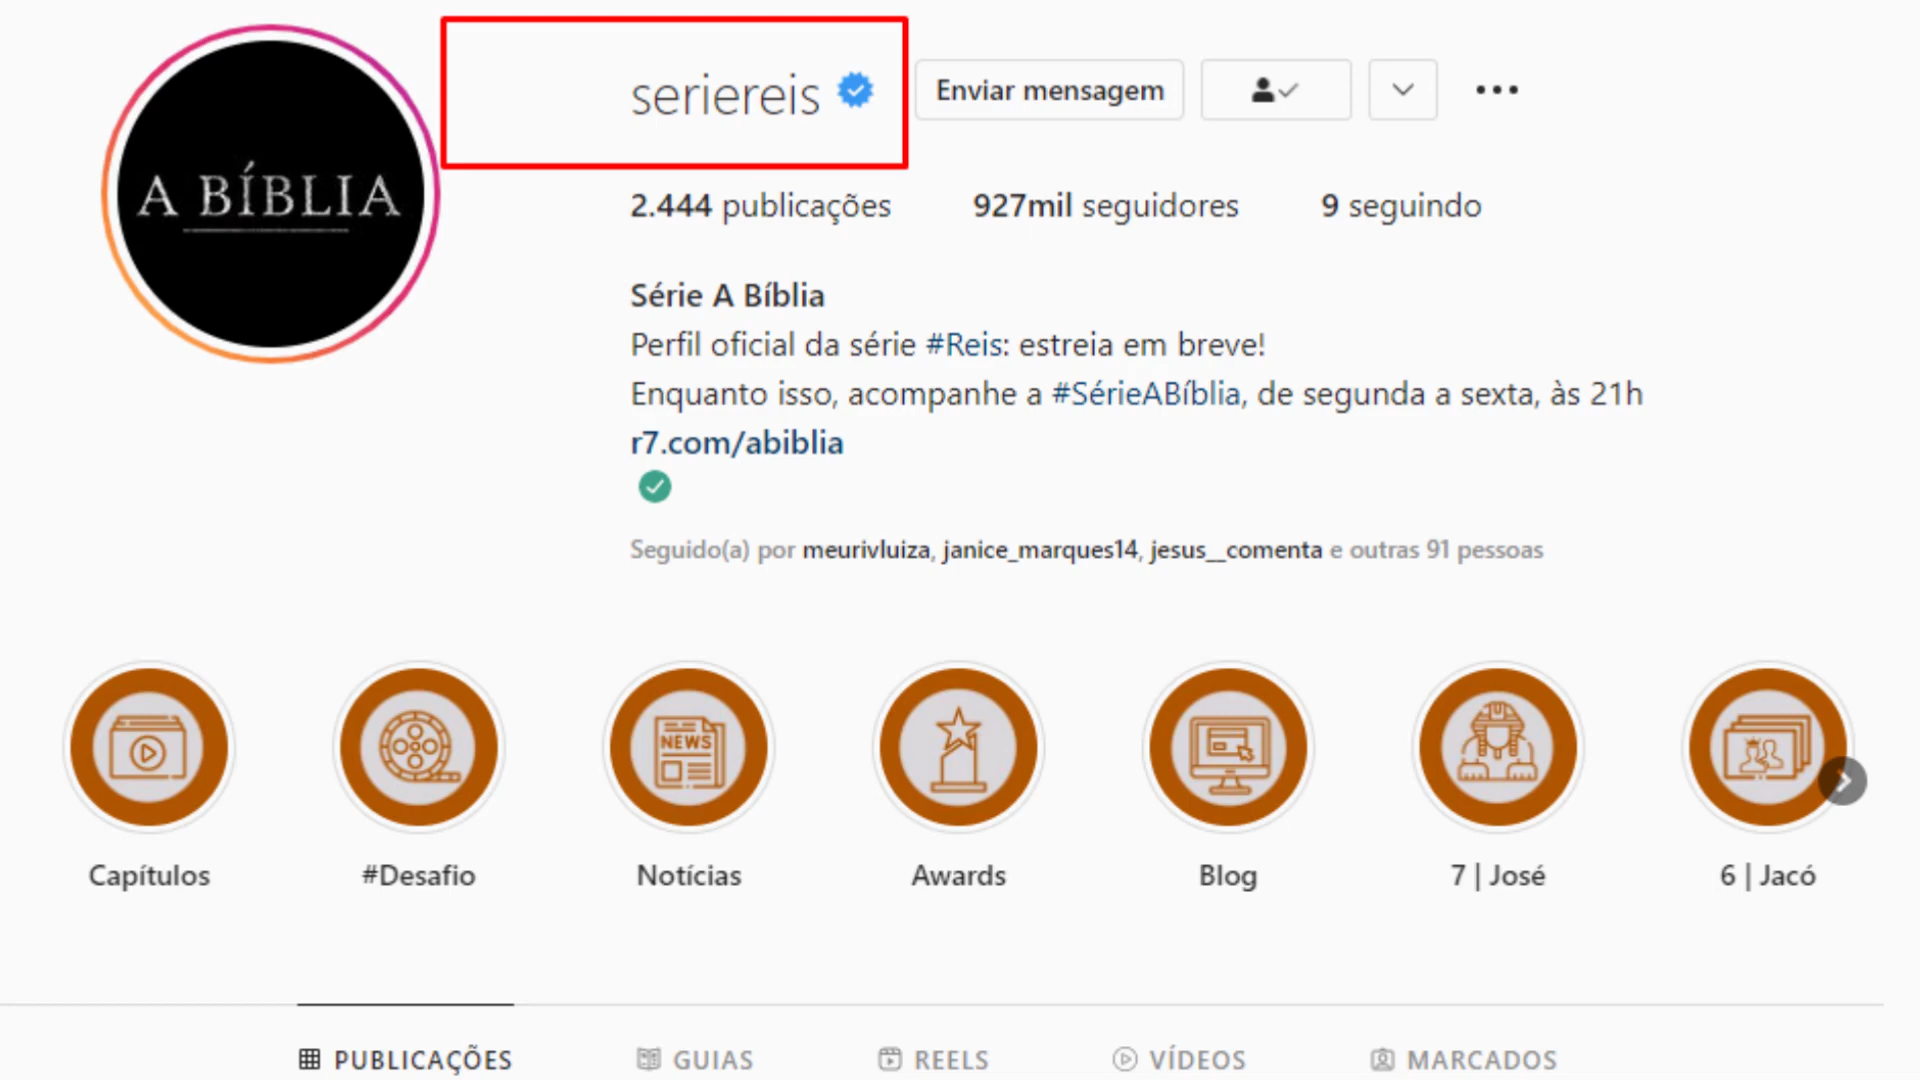 A BÍBLIA
seriereis
Enviar mensagem
2.444 publicações 927mil seguidores 9 seguindo
Série A Bíblia
Perfil oficial da série #Reis: estreia em breve!
Enquanto isso, acompanhe a #SérieABíblia, de segunda a sexta, às 21h
r7.com/abiblia
Seguido(a) por meurivluiza, janice_marques14, jesus__comenta e outras 91 pessoas
NEWS
Capítulos #Desafio Notícias Awards Blog 7 | José 6 | Jacó
PUBLICAÇÕES GUIAS REELS VÍDEOS MARCADOS